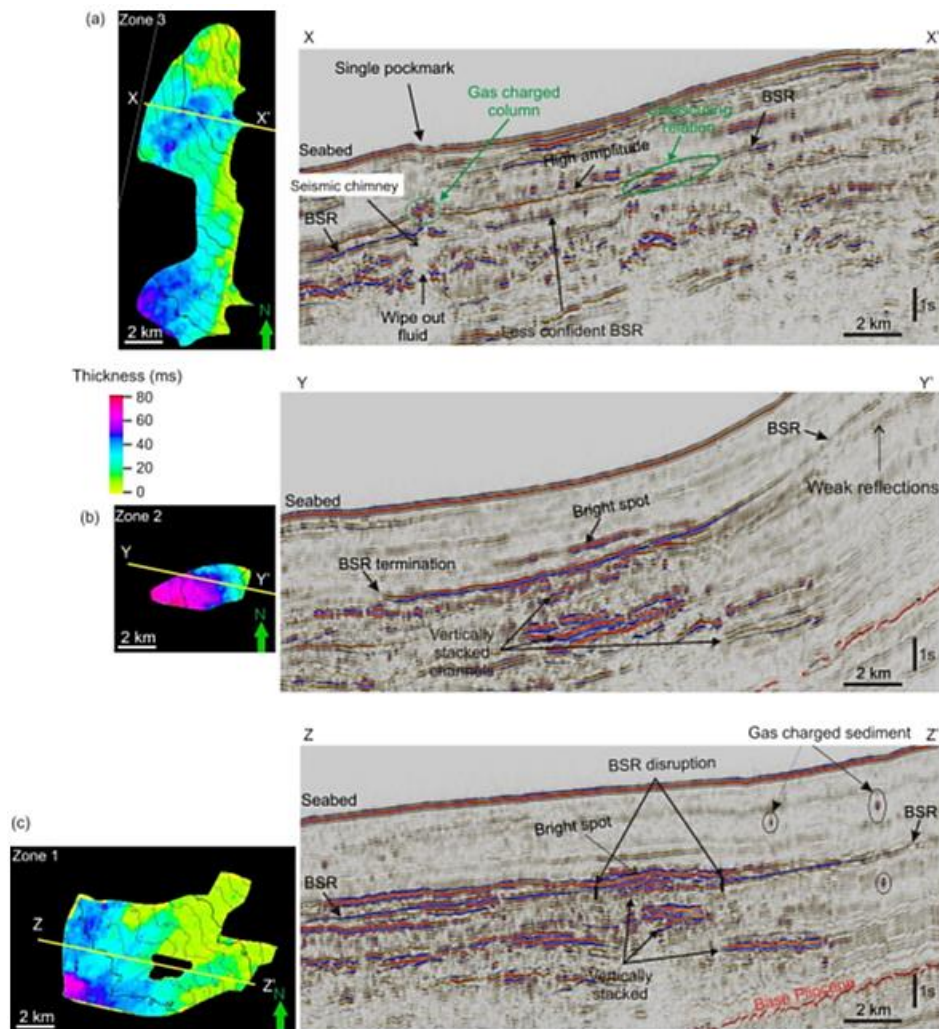 (a)
Zone 3
X
X'
N
2 km
X
X'
Single pockmark
Gas charged
column
Crosscutting
relation
BSR
Seabed
High amplitude
Seismic chimney
BSR
Wipe out
fluid
Less confident BSR
2 km
1s
Thickness (ms)
80
60
40
20
0
(b)
Zone 2
Y
Y'
N
2 km
Y
Y'
BSR
Weak reflections
Seabed
Bright spot
BSR termination
Vertically
stacked
channels
2 km
1s
(c)
Zone 1
Z
Z'
N
2 km
Z
Z'
Gas charged sediment
BSR disruption
Seabed
Bright spot
BSR
BSR
Vertically
stacked
Base Pliocene
2 km
1s